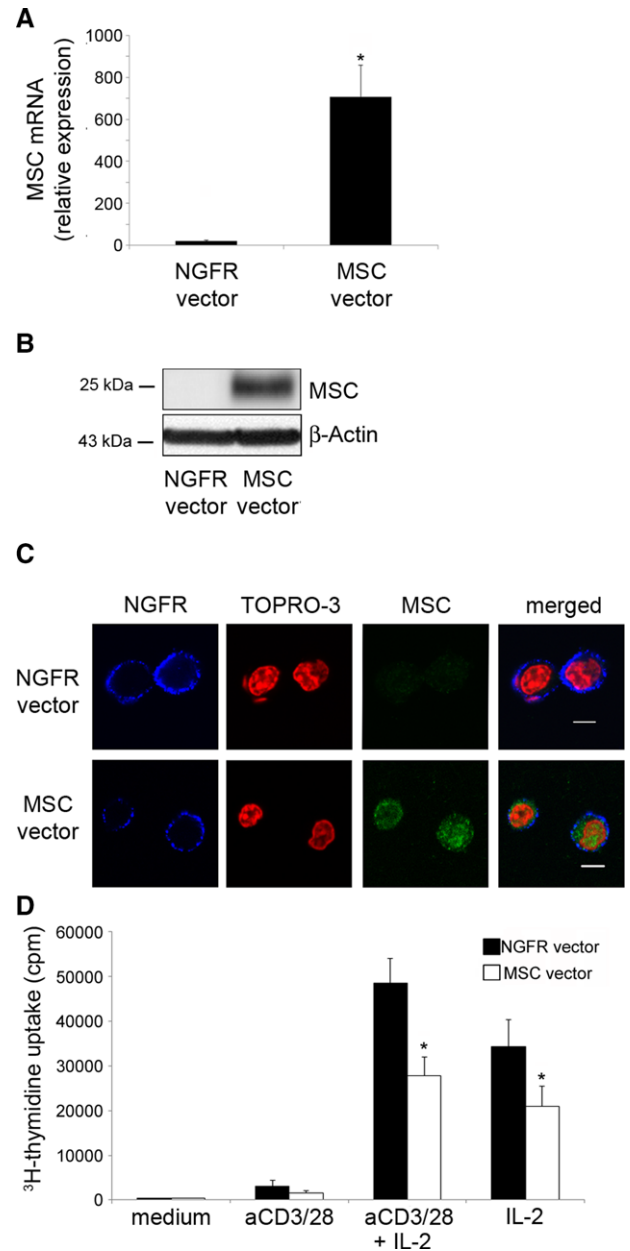 A
MSC mRNA
(relative expression)
1000
800
600
400
200
0
*
NGFR
vector
MSC
vector
B
25 kDa
MSC
43 kDa
β-Actin
NGFR
vector
MSC
vector
C
NGFR
TOPRO-3
MSC
merged
NGFR
vector
MSC
vector
D
³H-thymidine uptake (cpm)
60000
50000
40000
30000
20000
10000
0
NGFR vector
MSC vector
*
*
medium
aCD3/28
aCD3/28
+ IL-2
IL-2